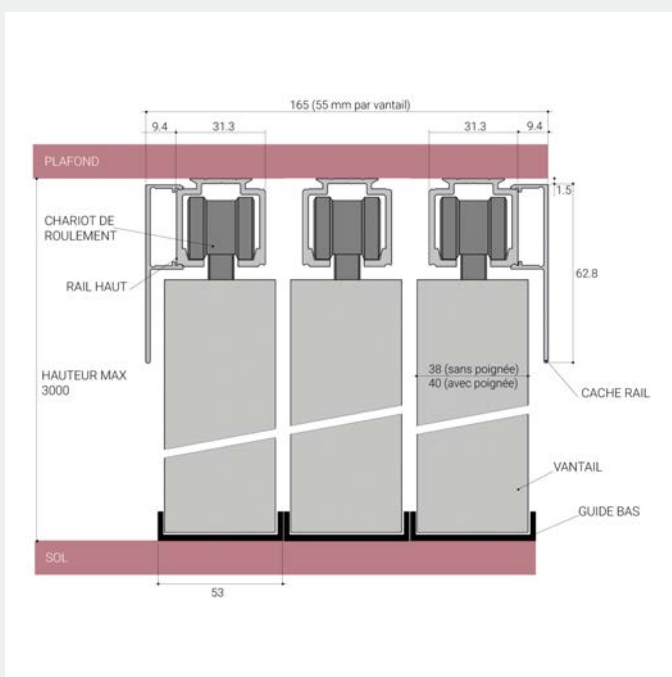 165 (55 mm par vantail)
9.4
31.3
31.3
9.4
PLAFOND
1.5
CHARIOT DE
ROULEMENT
RAIL HAUT
62.8
HAUTEUR MAX
3000
38 (sans poignée)
40 (avec poignée)
CACHE RAIL
VANTAIL
GUIDE BAS
SOL
53